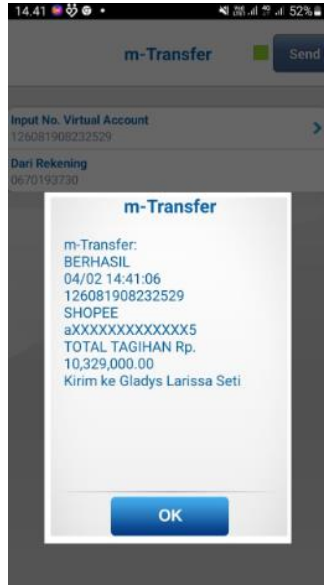 14.41 52%
m-Transfer
Send
Input No. Virtual Account
126081908232529
Dari Rekening
0670193730
m-Transfer
m-Transfer:
BERHASIL
04/02 14:41:06
126081908232529
SHOPEE
aXXXXXXXXXXXXX5
TOTAL TAGIHAN Rp.
10,329,000.00
Kirim ke Gladys Larissa Seti
OK